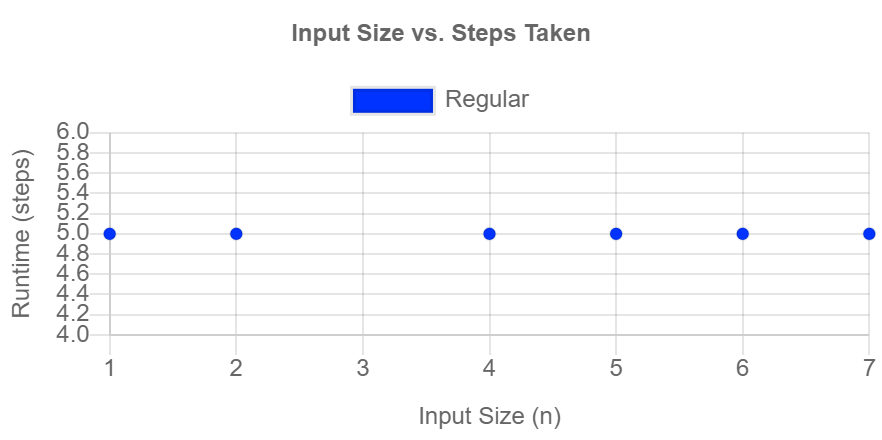 Input Size vs. Steps Taken
Regular
Runtime (steps)
6.0
5.8
5.6
5.4
5.2
5.0
4.8
4.6
4.4
4.2
4.0
1 2 3 4 5 6 7
Input Size (n)